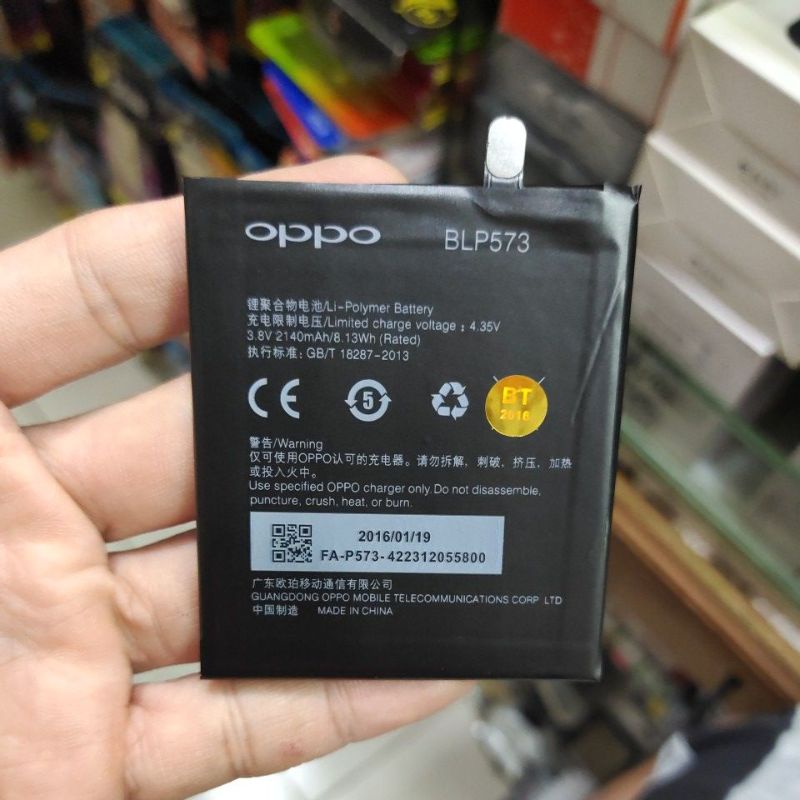 oppo
BLP573
锂聚合物电池/Li-Polymer Battery
充电限制电压/Limited charge voltage : 4.35V
3.8V 2140mAh/8.13Wh (Rated)
执行标准: GB/T 18287-2013
CE
5
BT
2016
警告/Warning
仅可使用OPPO认可的充电器。请勿拆解, 刺破, 挤压, 加热
或投入火中。
Use specified OPPO charger only.Do not disassemble,
puncture, crush, heat, or burn.
2016/01/19
FA-P573-422312055800
广东欧珀移动通信有限公司
GUANGDONG OPPO MOBILE TELECOMMUNICATIONS CORP LTD
中国制造 MADE IN CHINA